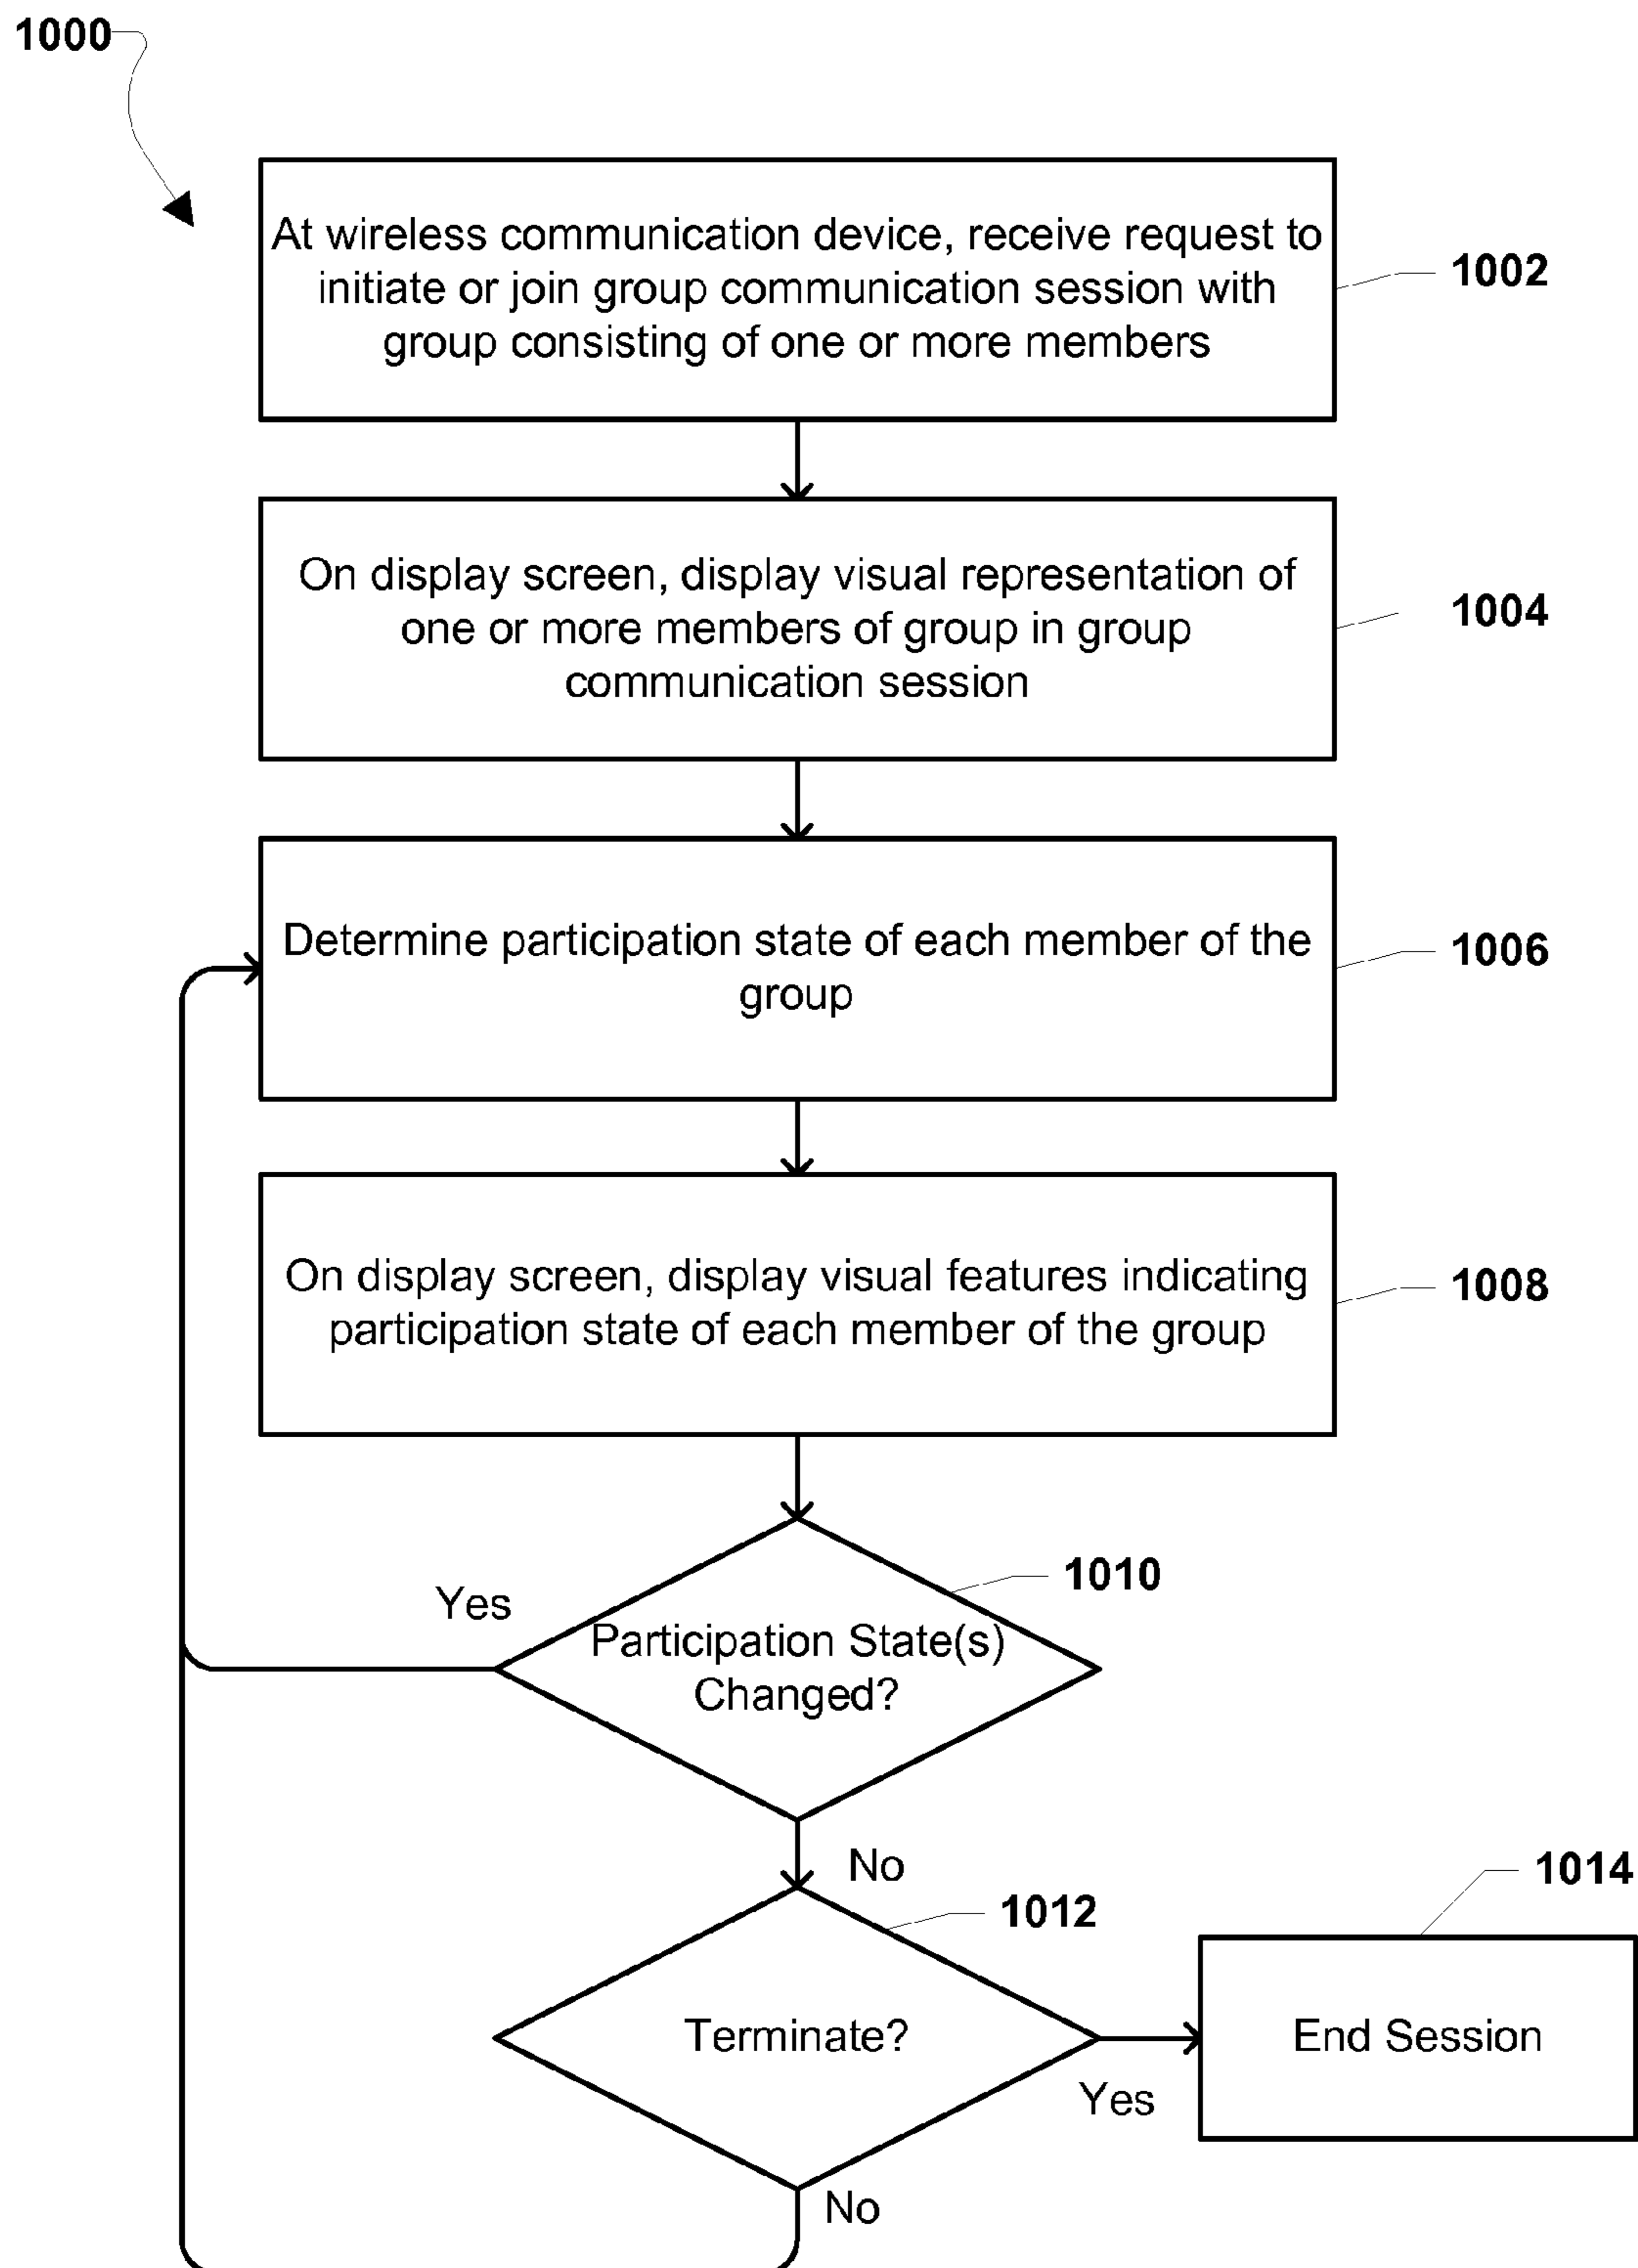 1000
At wireless communication device, receive request to
initiate or join group communication session with
group consisting of one or more members
1002
On display screen, display visual representation of
one or more members of group in group
communication session
1004
Determine participation state of each member of the
group
1006
On display screen, display visual features indicating
participation state of each member of the group
1008
1010
Yes
Participation State(s)
Changed?
No
1014
1012
Terminate?
End Session
Yes
No